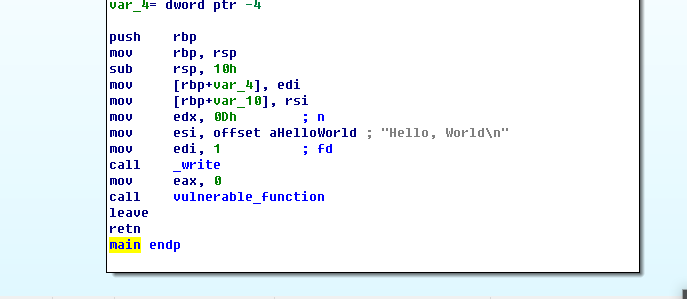 var_4= dword ptr -4
push rbp
mov rbp, rsp
sub rsp, 10h
mov [rbp+var_4], edi
mov [rbp+var_10], rsi
mov edx, 0Dh ; n
mov esi, offset aHelloWorld ; "Hello, World\n"
mov edi, 1 ; fd
call _write
mov eax, 0
call vulnerable_function
leave
retn
main endp